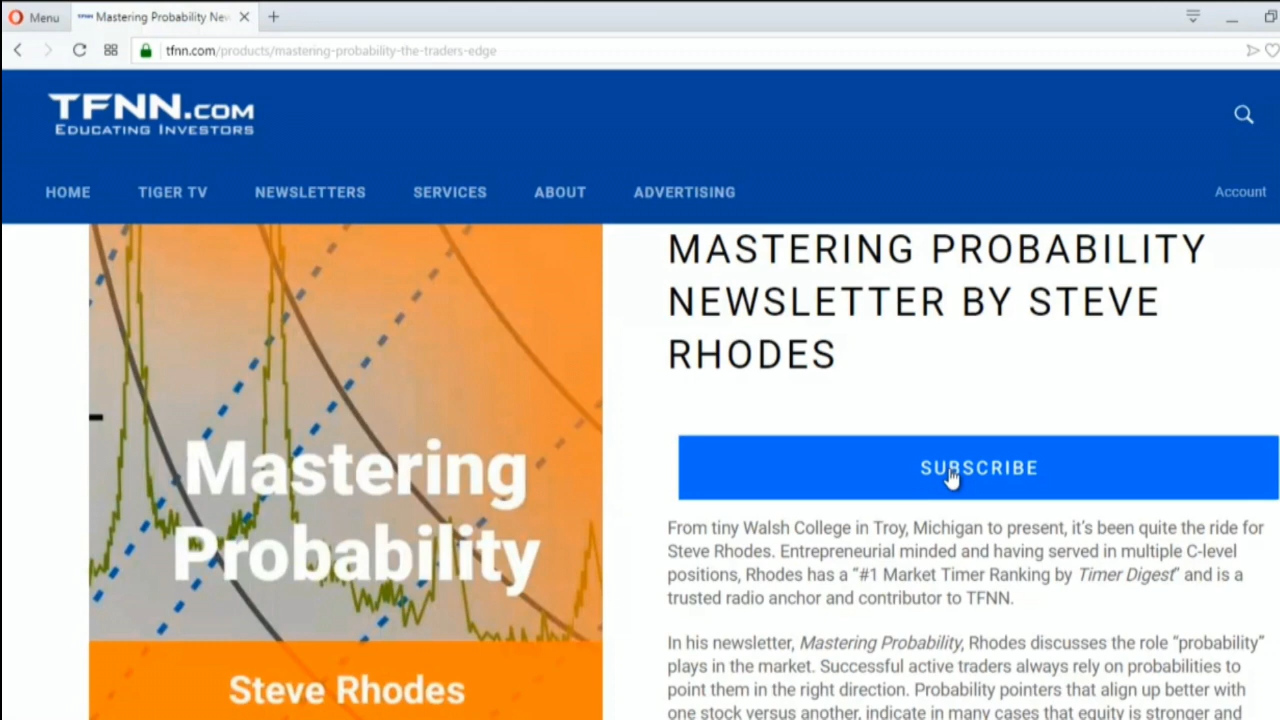 Menu
TFNN
Mastering Probability New
tfnn.com/products/mastering-probability-the-traders-edge
TFNN.COM
EDUCATING INVESTORS
HOME
TIGER TV
NEWSLETTERS
SERVICES
ABOUT
ADVERTISING
Account
Mastering
Probability
Steve Rhodes
MASTERING PROBABILITY
NEWSLETTER BY STEVE
RHODES
SUBSCRIBE
From tiny Walsh College in Troy, Michigan to present, it's been quite the ride for
Steve Rhodes. Entrepreneurial minded and having served in multiple C-level
positions, Rhodes has a “#1 Market Timer Ranking by Timer Digest” and is a
trusted radio anchor and contributor to TFNN.
In his newsletter, Mastering Probability, Rhodes discusses the role “probability”
plays in the market. Successful active traders always rely on probabilities to
point them in the right direction. Probability pointers that align up better with
one stock versus another, indicate in many cases that equity is stronger and